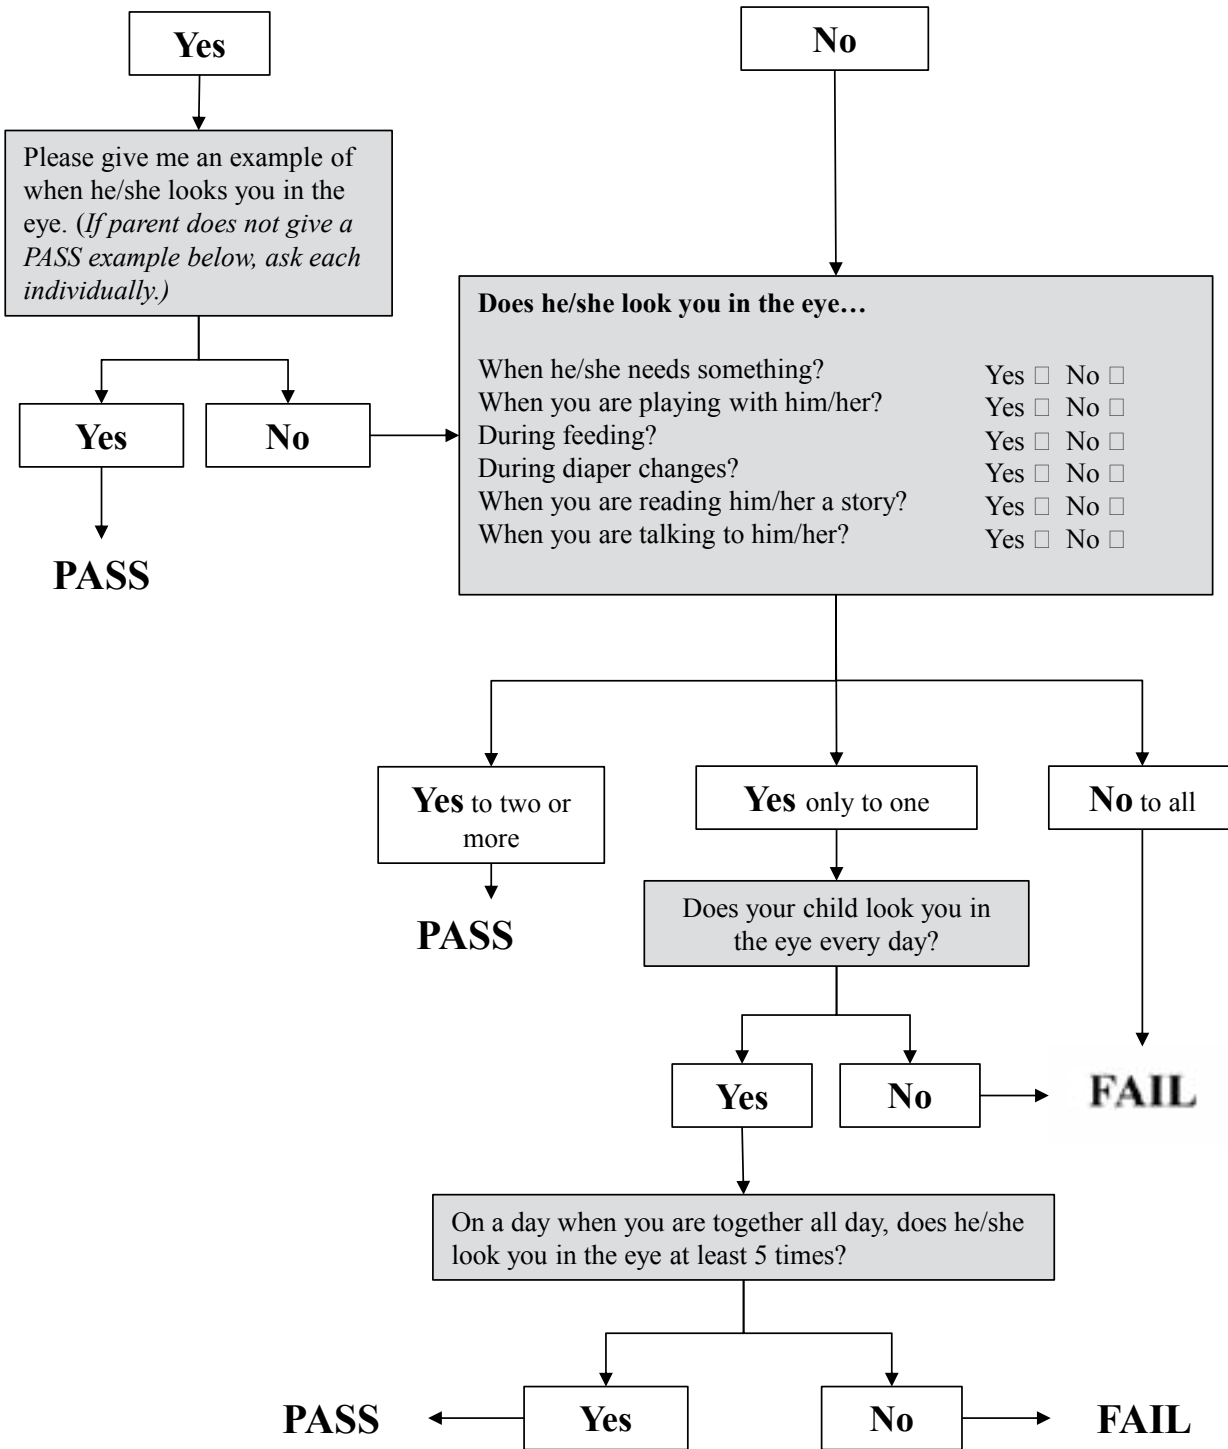 Yes
No
Please give me an example of
when he/she looks you in the
eye. (If parent does not give a
PASS example below, ask each
individually.)
Does he/she look you in the eye…
When he/she needs something? Yes □ No □
When you are playing with him/her? Yes □ No □
During feeding? Yes □ No □
During diaper changes? Yes □ No □
When you are reading him/her a story? Yes □ No □
When you are talking to him/her? Yes □ No □
Yes
No
PASS
Yes to two or
more
Yes only to one
No to all
PASS
Does your child look you in
the eye every day?
Yes
No
FAIL
On a day when you are together all day, does he/she
look you in the eye at least 5 times?
PASS
Yes
No
FAIL